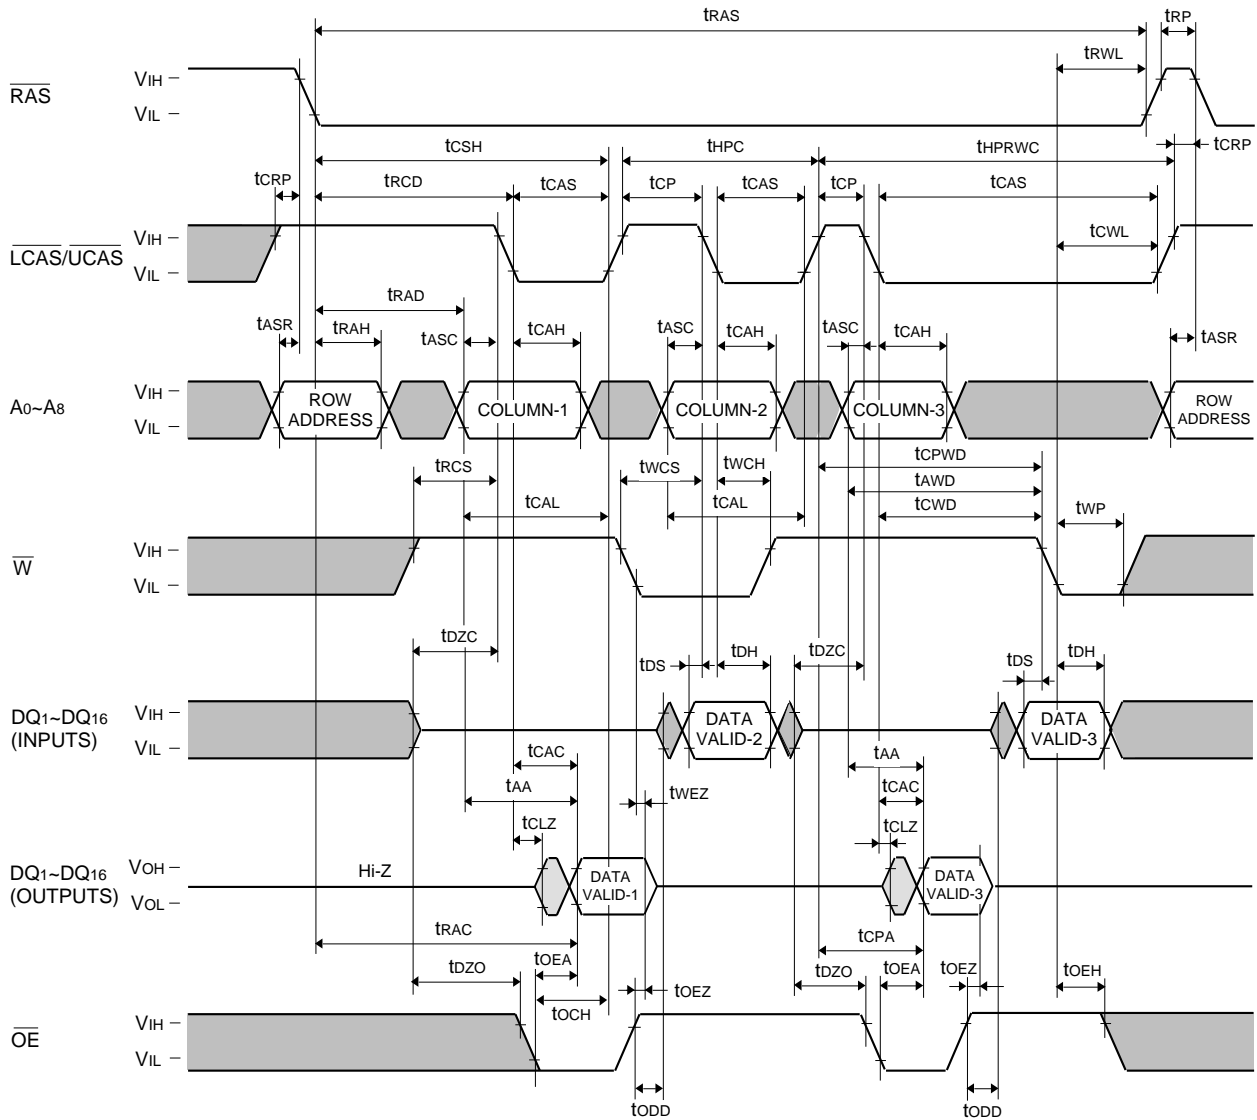 tRAS
tRP
tRWL
RAS
VIH
VIL
tCRP
tCSH
tHPC
tHPRWC
tCRP
tRCD
tCAS
tCP
tCAS
tCP
tCAS
LCAS/UCAS
VIH
VIL
tCWL
tRAD
tASR
tRAH
tASC
tCAH
tASC
tCAH
tASC
tCAH
tASR
A0~A8
VIH
VIL
ROW
ADDRESS
COLUMN-1
COLUMN-2
COLUMN-3
ROW
ADDRESS
tCPWD
tRCS
tWCS
tWCH
tAWD
tCAL
tCAL
tCWD
tWP
W
VIH
VIL
tDZC
tDS
tDH
tDZC
tDS
tDH
DQ1~DQ16
(INPUTS)
VIH
VIL
DATA
VALID-2
DATA
VALID-3
tCAC
tAA
tAA
tWEZ
tCAC
tCLZ
tCLZ
DQ1~DQ16
(OUTPUTS)
VOH
VOL
Hi-Z
DATA
VALID-1
DATA
VALID-3
tRAC
tCPA
tDZO
tOEA
tOEZ
tDZO
tOEA
tOEZ
tOEH
tOCH
OE
VIH
VIL
tODD
tODD